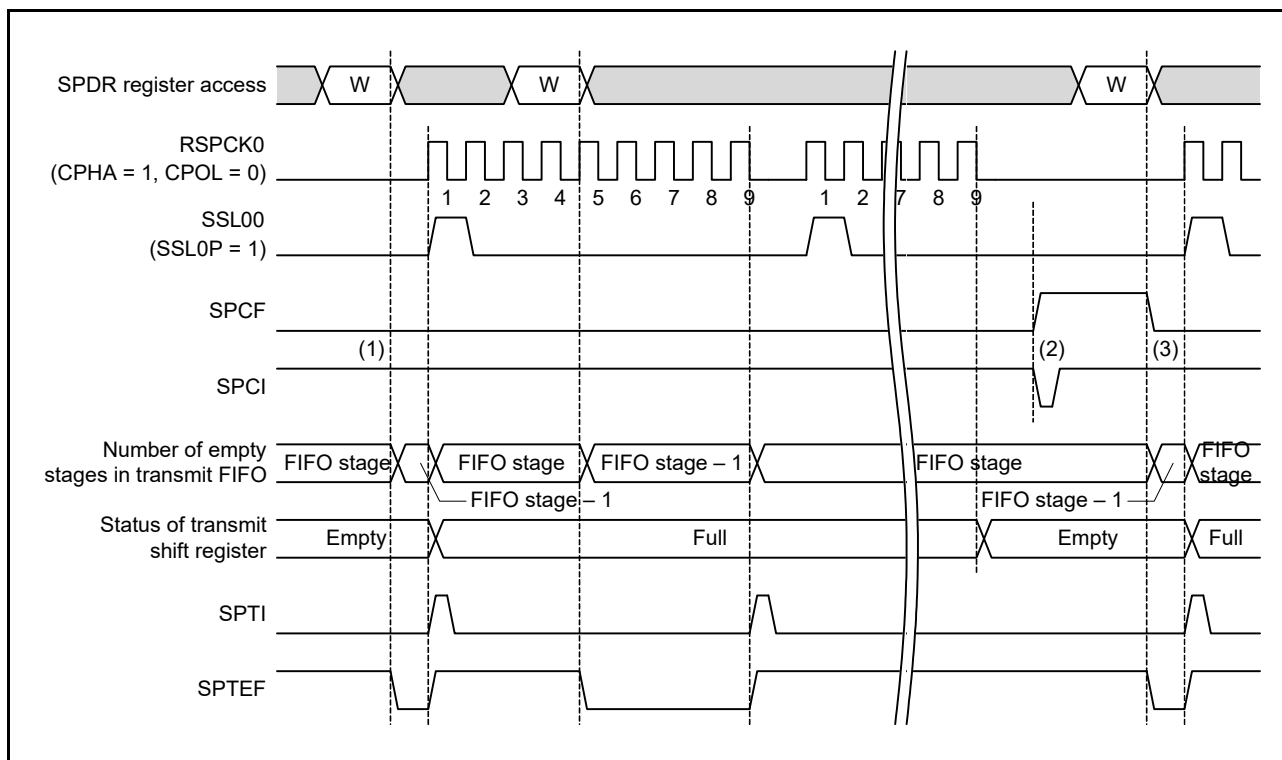 SPDR register access
W
W
W
RSPCK0
(CPHA = 1, CPOL = 0)
1 2 3 4 5 6 7 8 9 1 2 7 8 9
SSL00
(SSL0P = 1)
SPCF
(1)
(2)
(3)
SPCI
Number of empty
stages in transmit FIFO
FIFO stage
FIFO stage
FIFO stage – 1
FIFO stage
FIFO
stage
FIFO stage – 1
FIFO stage – 1
Status of transmit
shift register
Empty
Full
Empty
Full
SPTI
SPTEF